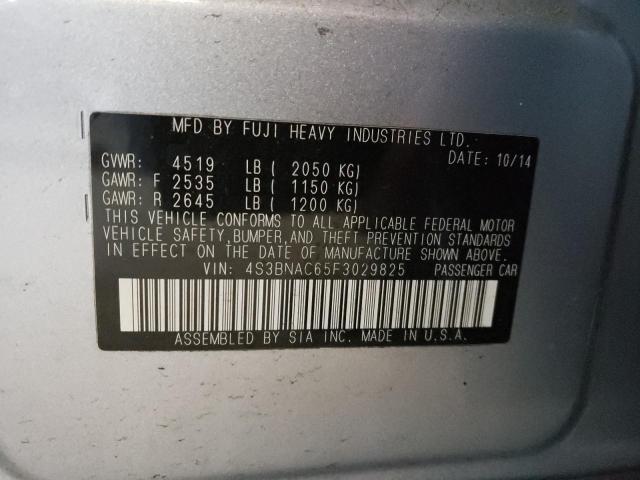 MFD BY FUJI HEAVY INDUSTRIES LTD.
DATE: 10/14
GVWR: 4519 LB ( 2050 KG)
GAWR: F 2535 LB ( 1150 KG)
GAWR: R 2645 LB ( 1200 KG)
THIS VEHICLE CONFORMS TO ALL APPLICABLE FEDERAL MOTOR
VEHICLE SAFETY,BUMPER,AND THEFT PREVENTION STANDARDS
IN EFFECT ON THE DATE OF MANUFACTURE SHOWN ABOVE.
VIN: 4S3BNAC65F3029825 PASSENGER CAR
ASSEMBLED BY SIA INC. MADE IN U.S.A.